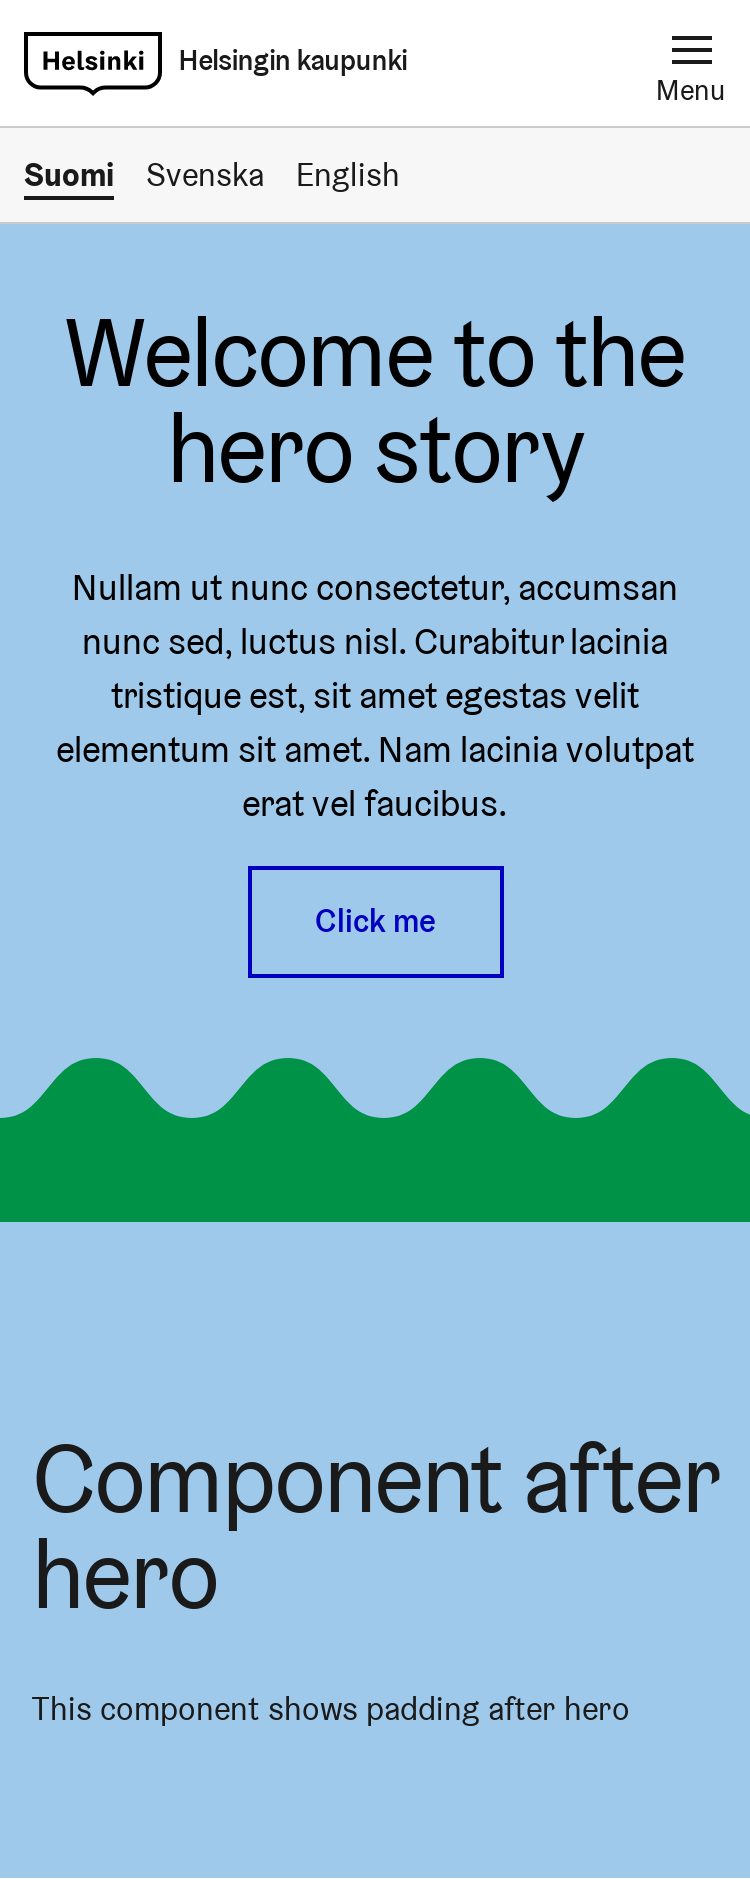 Helsinki Helsingin kaupunki
Menu
Suomi Svenska English
Welcome to the
hero story
Nullam ut nunc consectetur, accumsan
nunc sed, luctus nisl. Curabitur lacinia
tristique est, sit amet egestas velit
elementum sit amet. Nam lacinia volutpat
erat vel faucibus.
Click me
Component after
hero
This component shows padding after hero